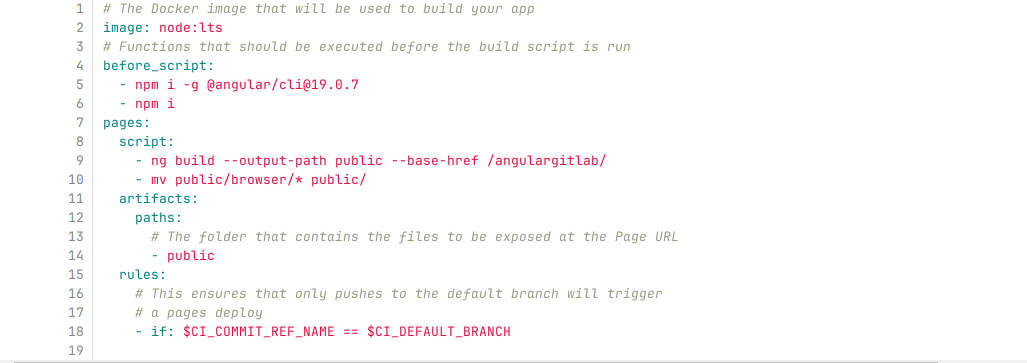 1 # The Docker image that will be used to build your app
2 image: node:lts
3 # Functions that should be executed before the build script is run
4 before_script:
5   - npm i -g @angular/cli@19.0.7
6   - npm i
7 pages:
8   script:
9     - ng build --output-path public --base-href /angulargitlab/
10     - mv public/browser/* public/
11   artifacts:
12     paths:
13       # The folder that contains the files to be exposed at the Page URL
14       - public
15   rules:
16     # This ensures that only pushes to the default branch will trigger
17     # a pages deploy
18     - if: $CI_COMMIT_REF_NAME == $CI_DEFAULT_BRANCH
19